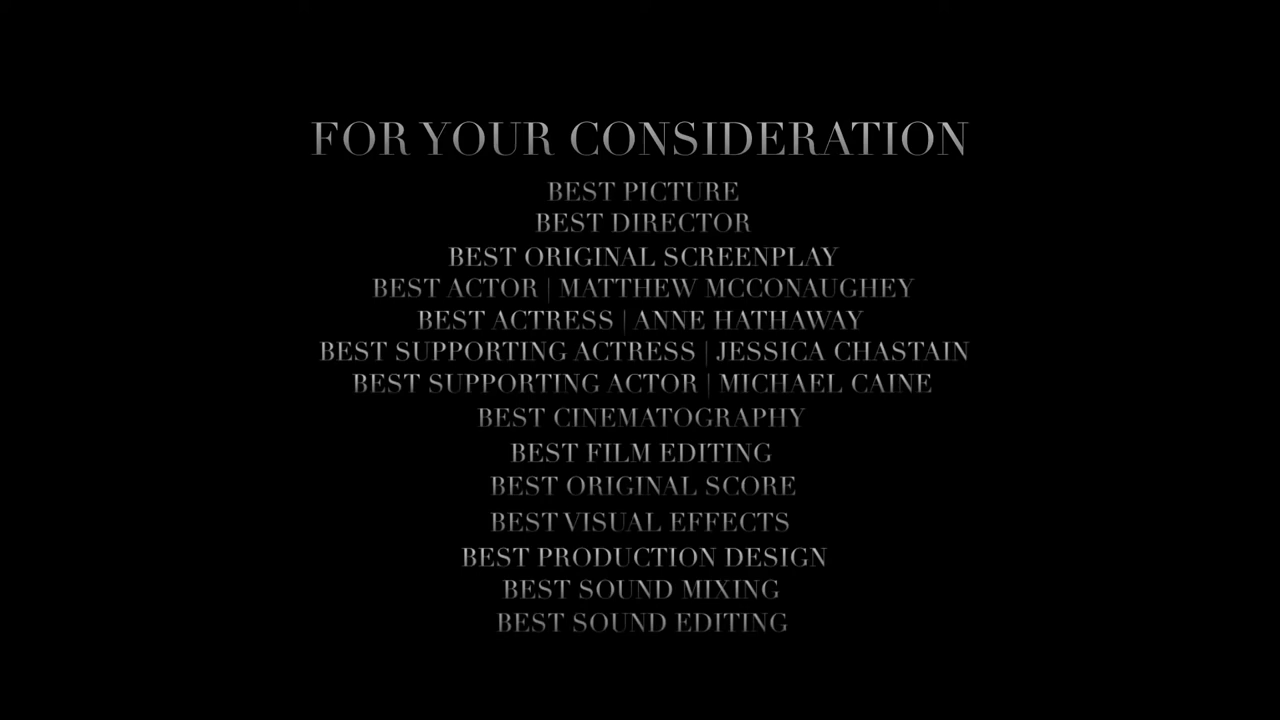 FOR YOUR CONSIDERATION
BEST PICTURE
BEST DIRECTOR
BEST ORIGINAL SCREENPLAY
BEST ACTOR | MATTHEW MCCONAUGHEY
BEST ACTRESS | ANNE HATHAWAY
BEST SUPPORTING ACTRESS | JESSICA CHASTAIN
BEST SUPPORTING ACTOR | MICHAEL CAINE
BEST CINEMATOGRAPHY
BEST FILM EDITING
BEST ORIGINAL SCORE
BEST VISUAL EFFECTS
BEST PRODUCTION DESIGN
BEST SOUND MIXING
BEST SOUND EDITING